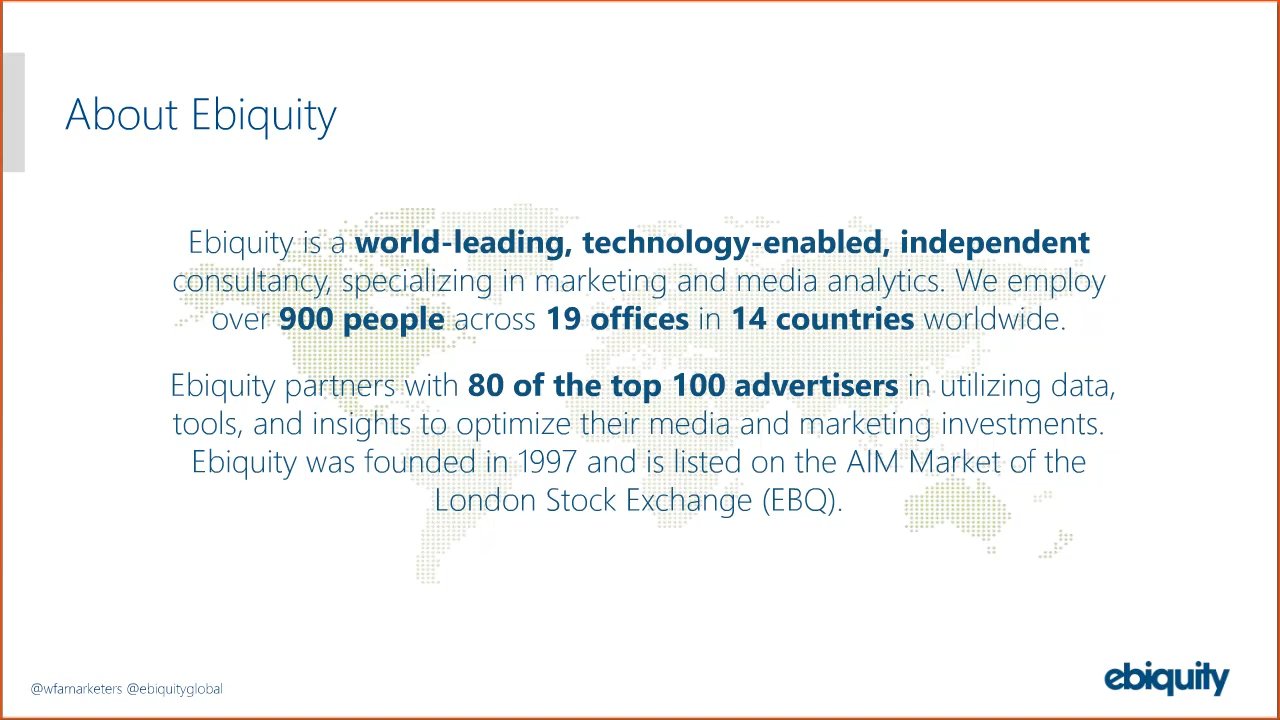 About Ebiquity
Ebiquity is a world-leading, technology-enabled, independent
consultancy, specializing in marketing and media analytics. We employ
over 900 people across 19 offices in 14 countries worldwide.
Ebiquity partners with 80 of the top 100 advertisers in utilizing data,
tools, and insights to optimize their media and marketing investments.
Ebiquity was founded in 1997 and is listed on the AIM Market of the
London Stock Exchange (EBQ).
@wfamarketers @ebiquityglobal
ebiquity